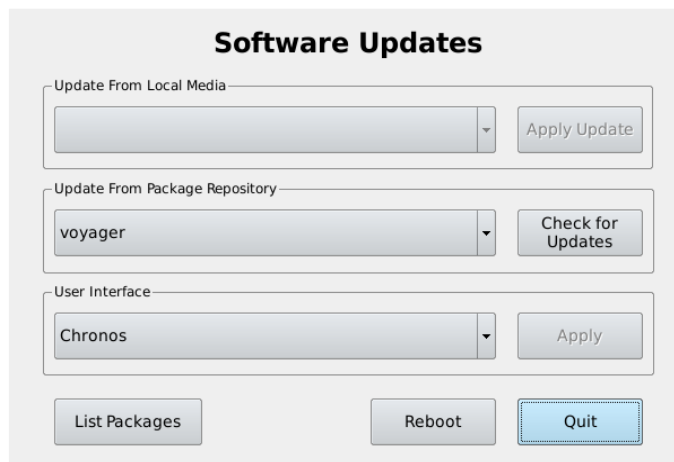 Software Updates
Update From Local Media
Apply Update
Update From Package Repository
voyager
Check for
Updates
User Interface
Chronos
Apply
List Packages
Reboot
Quit